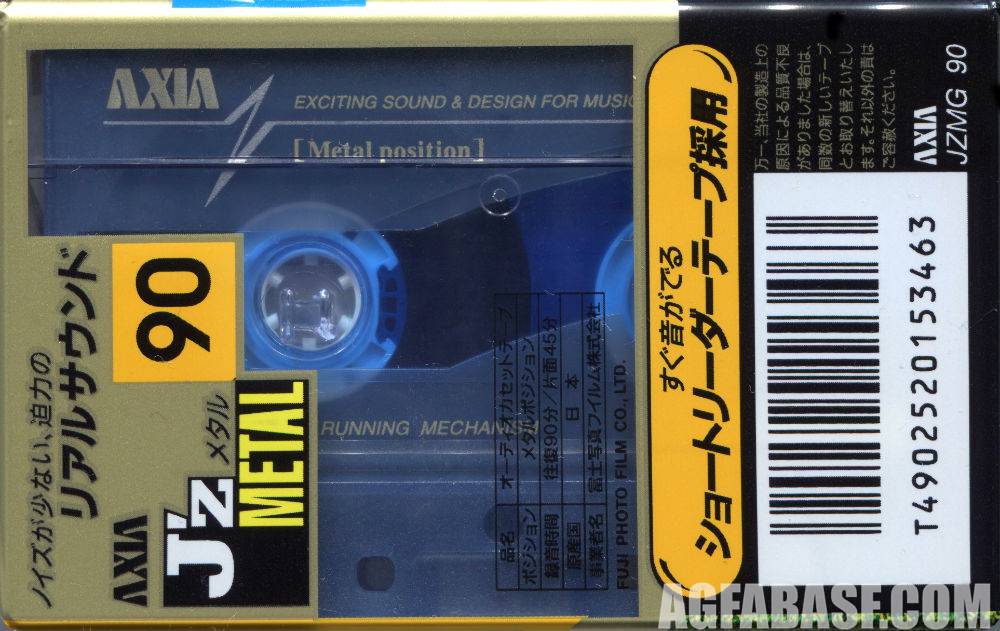 AXIA
EXCITING SOUND & DESIGN FOR MUSIC
[Metal position]
RUNNING MECHANISM
ノイズが少ない、迫力の
リアルサウンド
90
AXIA
J'z
メタル
METAL
品名 オーディオカセットテープ
ポジション メタルポジション
録音時間 往復90分/片面45分
原産国 日本
事業者名 富士写真フイルム株式会社
FUJI PHOTO FILM CO., LTD.
すぐ音がでる
ショートリーダーテープ採用
万一、当社の製造上の
原因による品質不良
がありました場合は、
同数の新しいテープ
とお取り替えいたし
ます。それ以外の責は
ご容赦ください。
AXIA
JZMG 90
T4902520153463
AGFABASE.COM